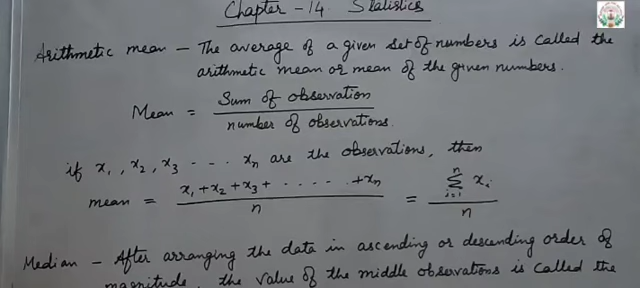 Chapter - 14 Statistics
Arithmetic mean - The average of a given set of numbers is called the
arithmetic mean or mean of the given numbers.
Mean = Sum of observation / number of observations.
if x₁, x₂, x₃ - - - - xₙ are the observations, then
mean = x₁+x₂+x₃+ . . . . . . +xₙ / n = ∑ⁿᵢ₌₁ xᵢ / n
Median - After arranging the data in ascending or descending order of
magnitude, the value of the middle observations is called the